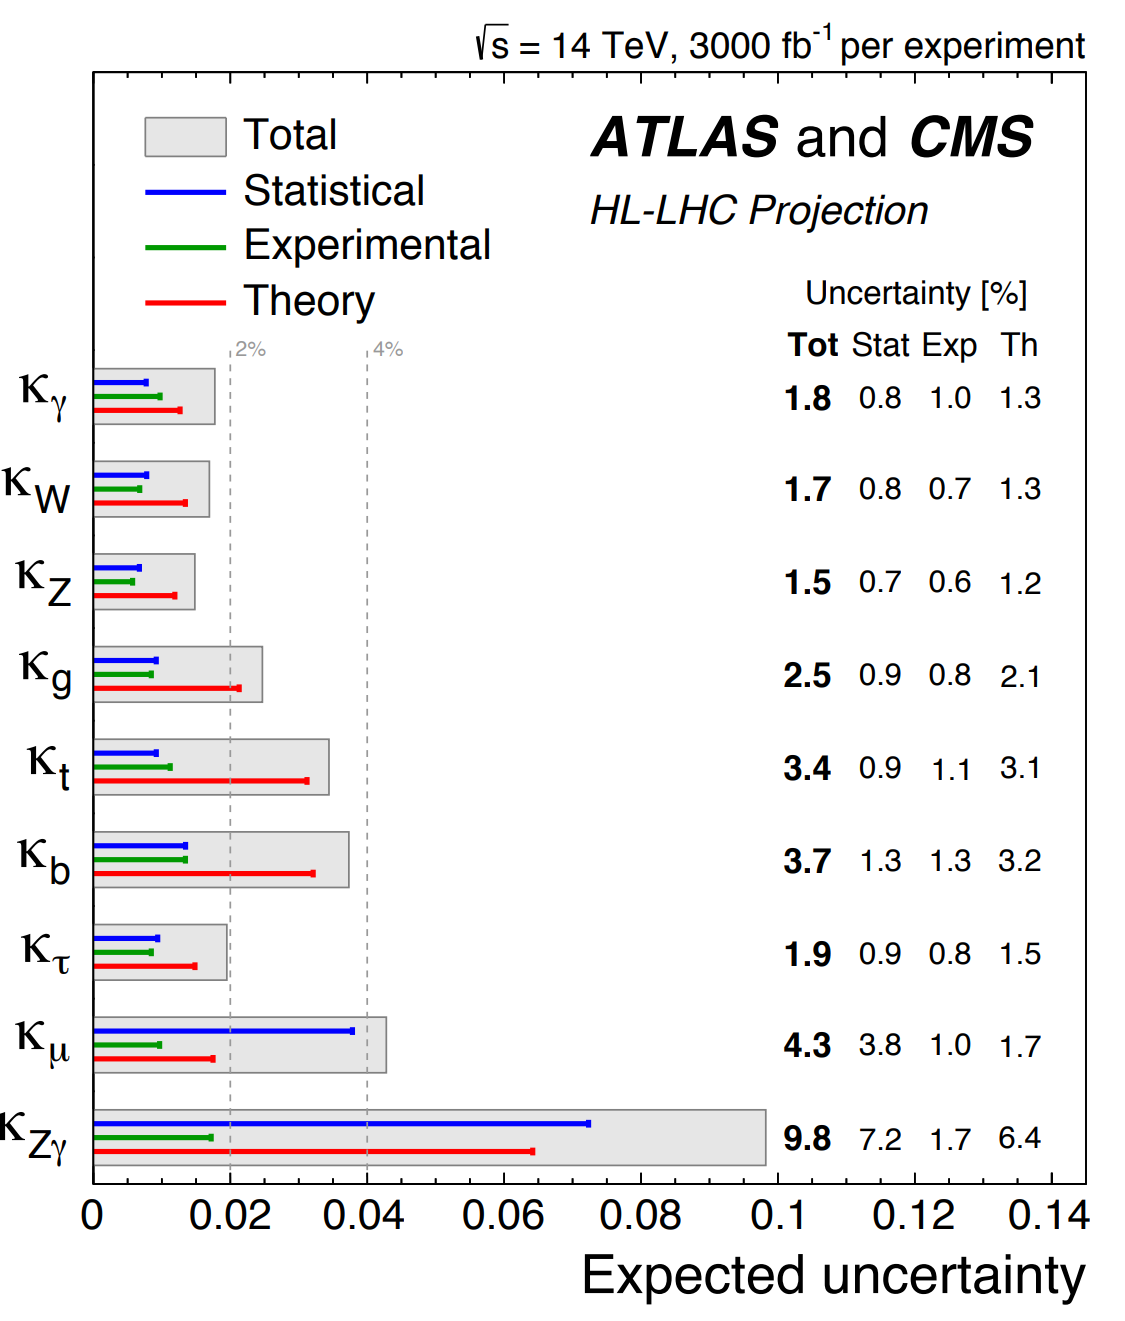 √s = 14 TeV, 3000 fb⁻¹ per experiment
Total
ATLAS and CMS
Statistical
HL-LHC Projection
Experimental
Theory
Uncertainty [%]
2% 4%
Tot Stat Exp Th
κγ 1.8 0.8 1.0 1.3
κW 1.7 0.8 0.7 1.3
κZ 1.5 0.7 0.6 1.2
κg 2.5 0.9 0.8 2.1
κt 3.4 0.9 1.1 3.1
κb 3.7 1.3 1.3 3.2
κτ 1.9 0.9 0.8 1.5
κμ 4.3 3.8 1.0 1.7
κZγ 9.8 7.2 1.7 6.4
0 0.02 0.04 0.06 0.08 0.1 0.12 0.14
Expected uncertainty